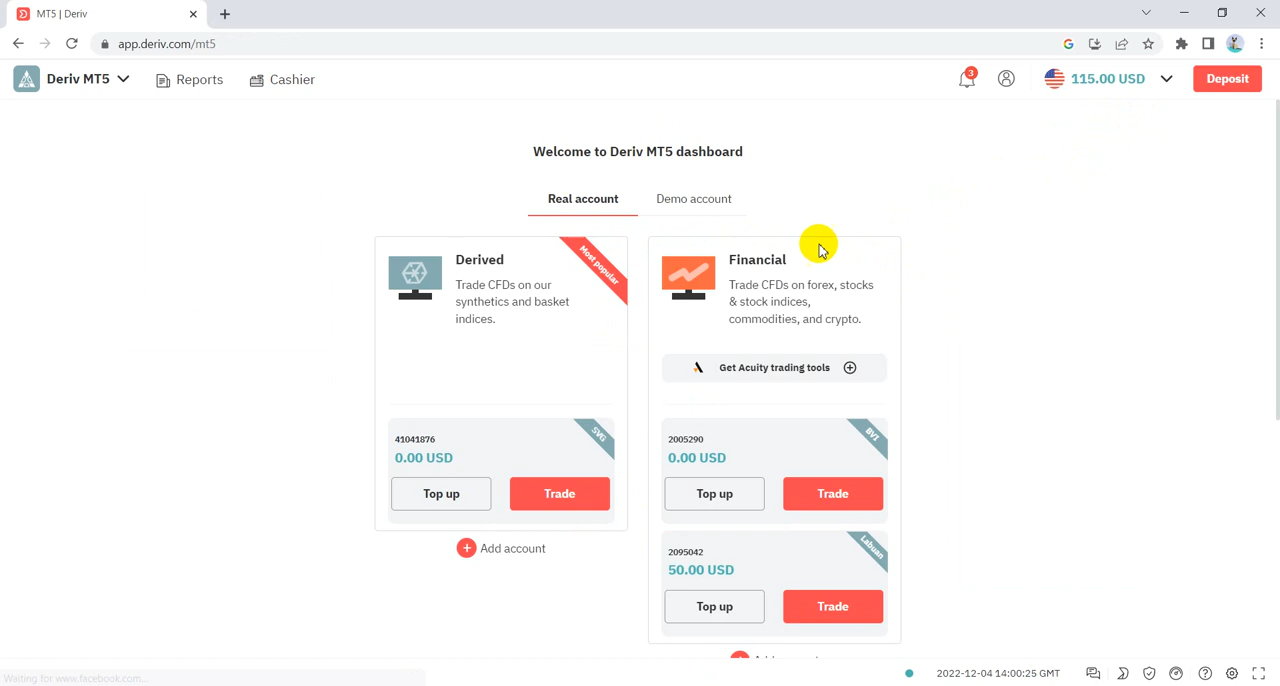 MT5 | Deriv
app.deriv.com/mt5
Deriv MT5
Reports
Cashier
3
115.00 USD
Deposit
Welcome to Deriv MT5 dashboard
Real account
Demo account
Most popular
Derived
Trade CFDs on our
synthetics and basket
indices.
Financial
Trade CFDs on forex, stocks
& stock indices,
commodities, and crypto.
Get Acuity trading tools
SVG
41041876
0.00 USD
Top up
Trade
Add account
BVI
2005290
0.00 USD
Top up
Trade
Labuan
2095042
50.00 USD
Top up
Trade
Waiting for www.facebook.com...
2022-12-04 14:00:25 GMT